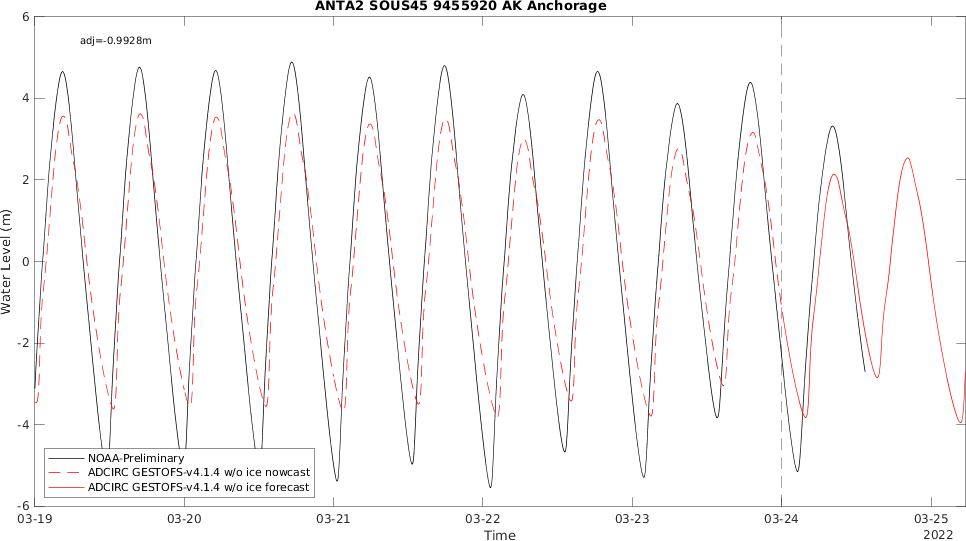 ANTA2 SOUS45 9455920 AK Anchorage
adj=-0.9928m
6
4
2
0
-2
-4
-6
Water Level (m)
NOAA-Preliminary
ADCIRC GESTOFS-v4.1.4 w/o ice nowcast
ADCIRC GESTOFS-v4.1.4 w/o ice forecast
03-19 03-20 03-21 03-22 03-23 03-24 03-25
Time
2022